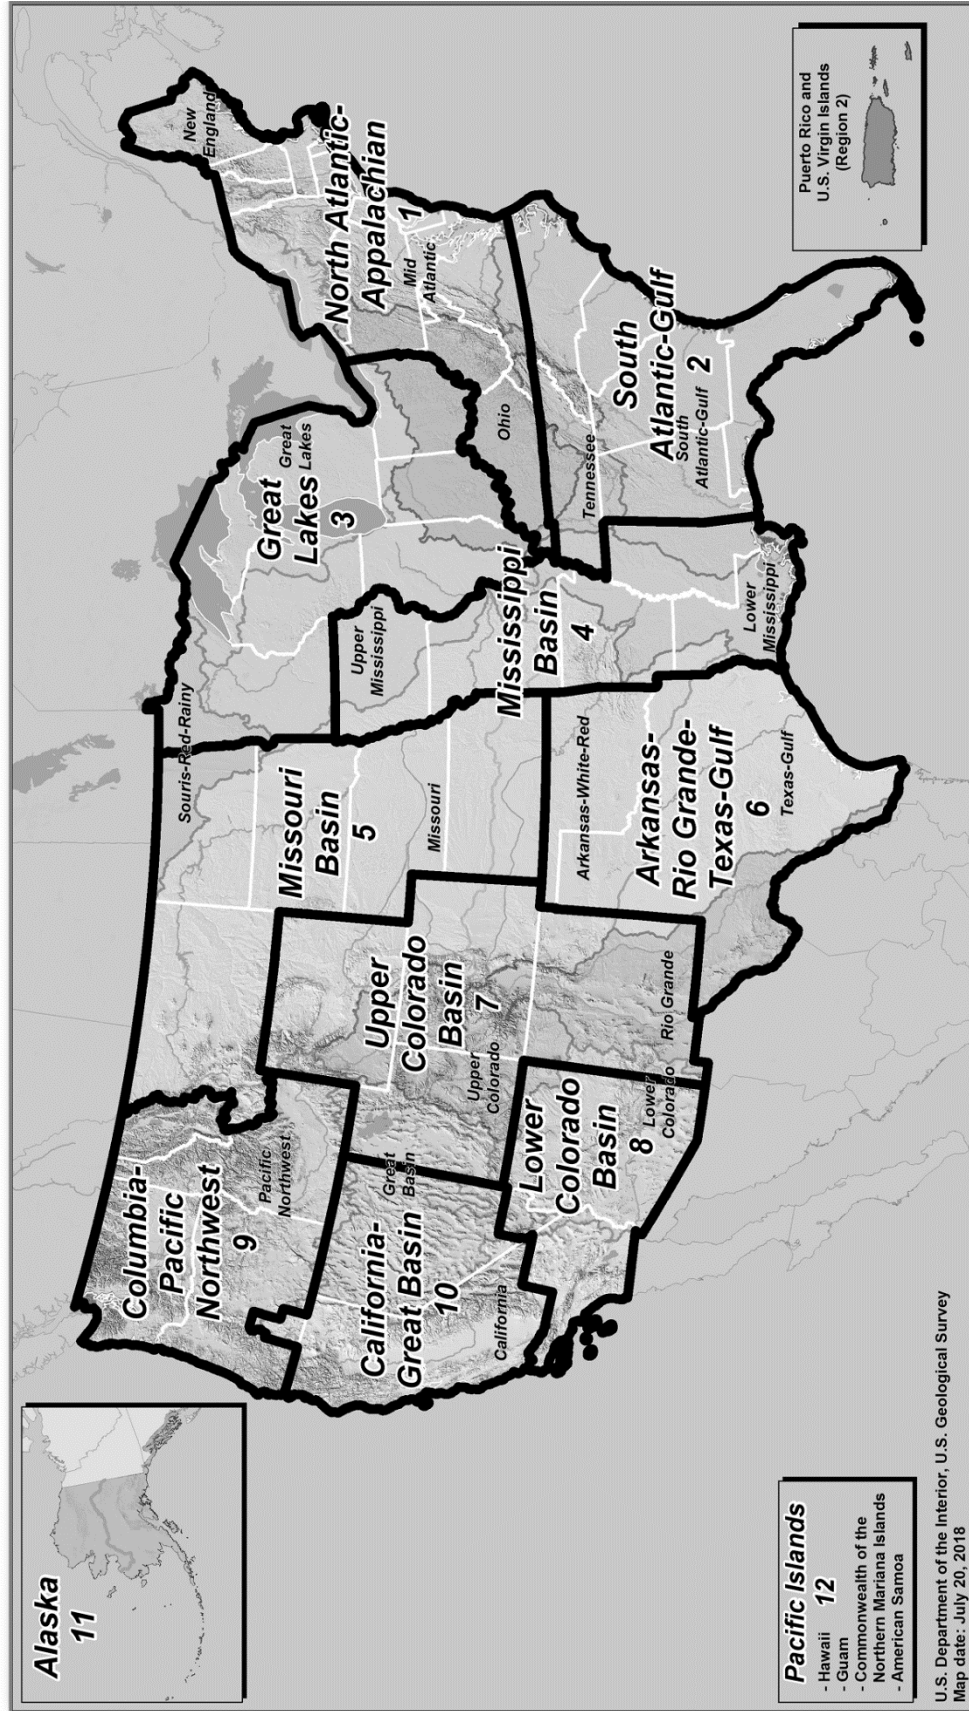 Alaska
11
Columbia-
Pacific
Northwest
9
Pacific
Northwest
California-
Great Basin
10
Great
Basin
California
Lower
Colorado
Basin
8
Lower
Colorado
Upper
Colorado
Basin
7
Upper
Colorado
Rio Grande
Missouri
Basin
5
Missouri
Souris-Red-Rainy
Arkansas-White-Red
Arkansas-
Rio Grande-
Texas-Gulf
6
Texas-Gulf
Great
Lakes
3
Great
Lakes
Upper
Mississippi
Mississippi
Basin
4
Lower
Mississippi
Ohio
Tennessee
South
Atlantic-Gulf
2
South
Atlantic-Gulf
North Atlantic-
Appalachian
1
Mid
Atlantic
New
England
Puerto Rico and
U.S. Virgin Islands
(Region 2)
Pacific Islands
12
- Hawaii
- Guam
- Commonwealth of the
Northern Mariana Islands
- American Samoa
U.S. Department of the Interior, U.S. Geological Survey
Map date: July 20, 2018